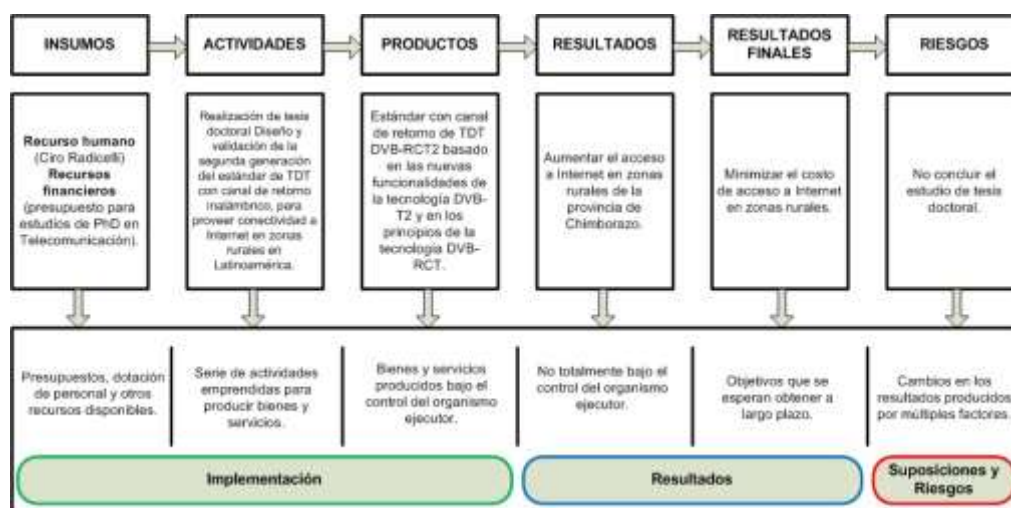 INSUMOS
ACTIVIDADES
PRODUCTOS
RESULTADOS
RESULTADOS
FINALES
RIESGOS
Recurso humano
(Ciro Radicelli)
Recursos
financieros
(presupuesto para
estudios de PhD en
Telecomunicación).
Realización de tesis
doctoral Diseño y
validación de la
segunda generación
del estándar de TDT
con canal de retorno
inalámbrico, para
proveer conectividad a
Internet en zonas
rurales en
Latinoamérica.
Estándar con canal
de retorno de TDT
DVB-RCT2 basado
en las nuevas
funcionalidades de
la tecnología DVB-
T2 y en los
principios de la
tecnología DVB-
RCT.
Aumentar el acceso
a Internet en zonas
rurales de la
provincia de
Chimborazo.
Minimizar el costo
de acceso a Internet
en zonas rurales.
No concluir el
estudio de tesis
doctoral.
Presupuestos, dotación
de personal y otros
recursos disponibles.
Serie de actividades
emprendidas para
producir bienes y
servicios.
Bienes y servicios
producidos bajo el
control del organismo
ejecutor.
No totalmente bajo el
control del organismo
ejecutor.
Objetivos que se
esperan obtener a
largo plazo.
Cambios en los
resultados producidos
por múltiples factores.
Implementación
Resultados
Suposiciones y
Riesgos